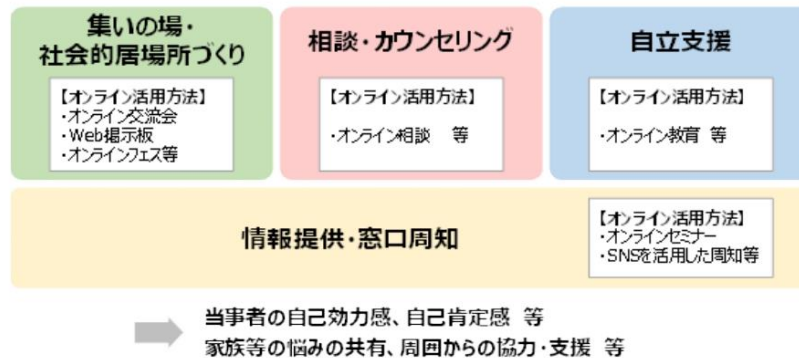 集いの場・
社会的居場所づくり
【オンライン活用方法】
・オンライン交流会
・Web掲示板
・オンラインフェス等
相談・カウンセリング
【オンライン活用方法】
・オンライン相談　等
自立支援
【オンライン活用方法】
・オンライン教育 等
情報提供・窓口周知
【オンライン活用方法】
・オンラインセミナー
・SNSを活用した周知等
当事者の自己効力感、自己肯定感 等
家族等の悩みの共有、周囲からの協力・支援 等